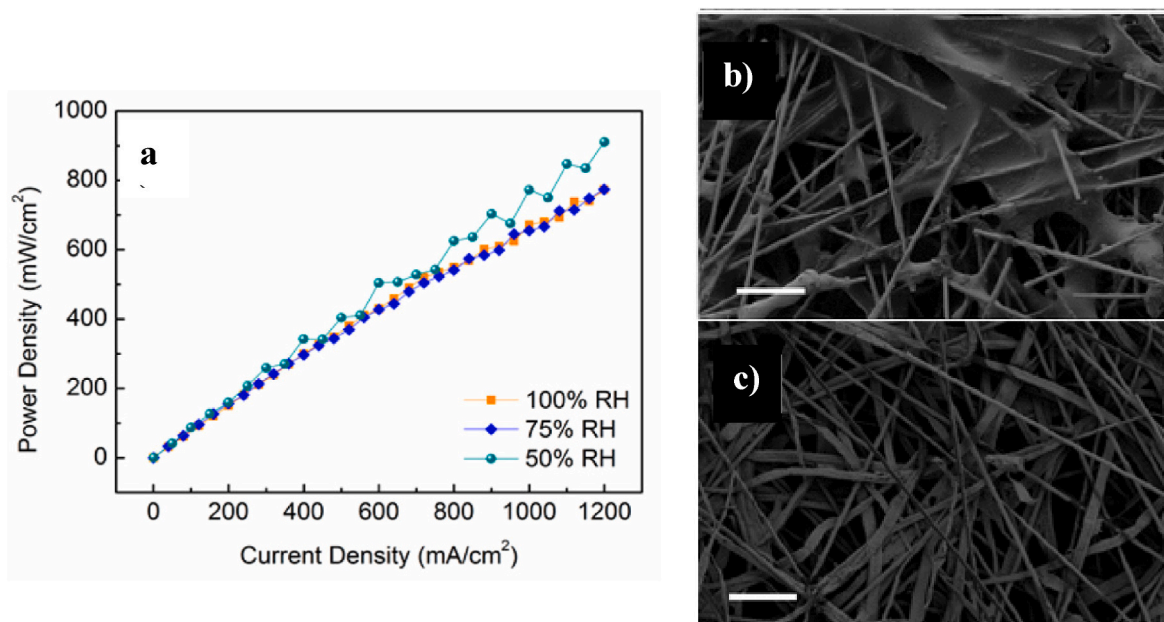 a
b)
c)
1000
800
600
400
200
0
Power Density (mW/cm²)
100% RH
75% RH
50% RH
0 200 400 600 800 1000 1200
Current Density (mA/cm²)